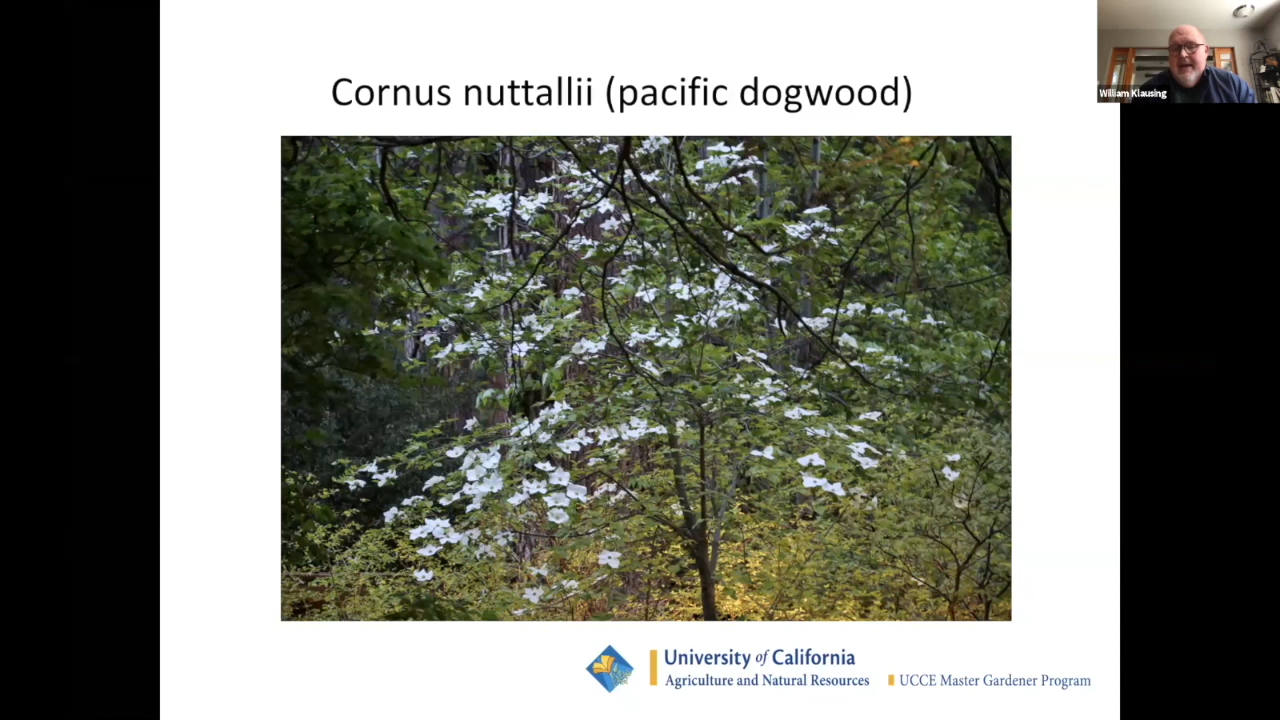 Cornus nuttallii (pacific dogwood)
William Klausing
University of California
Agriculture and Natural Resources
UCCE Master Gardener Program